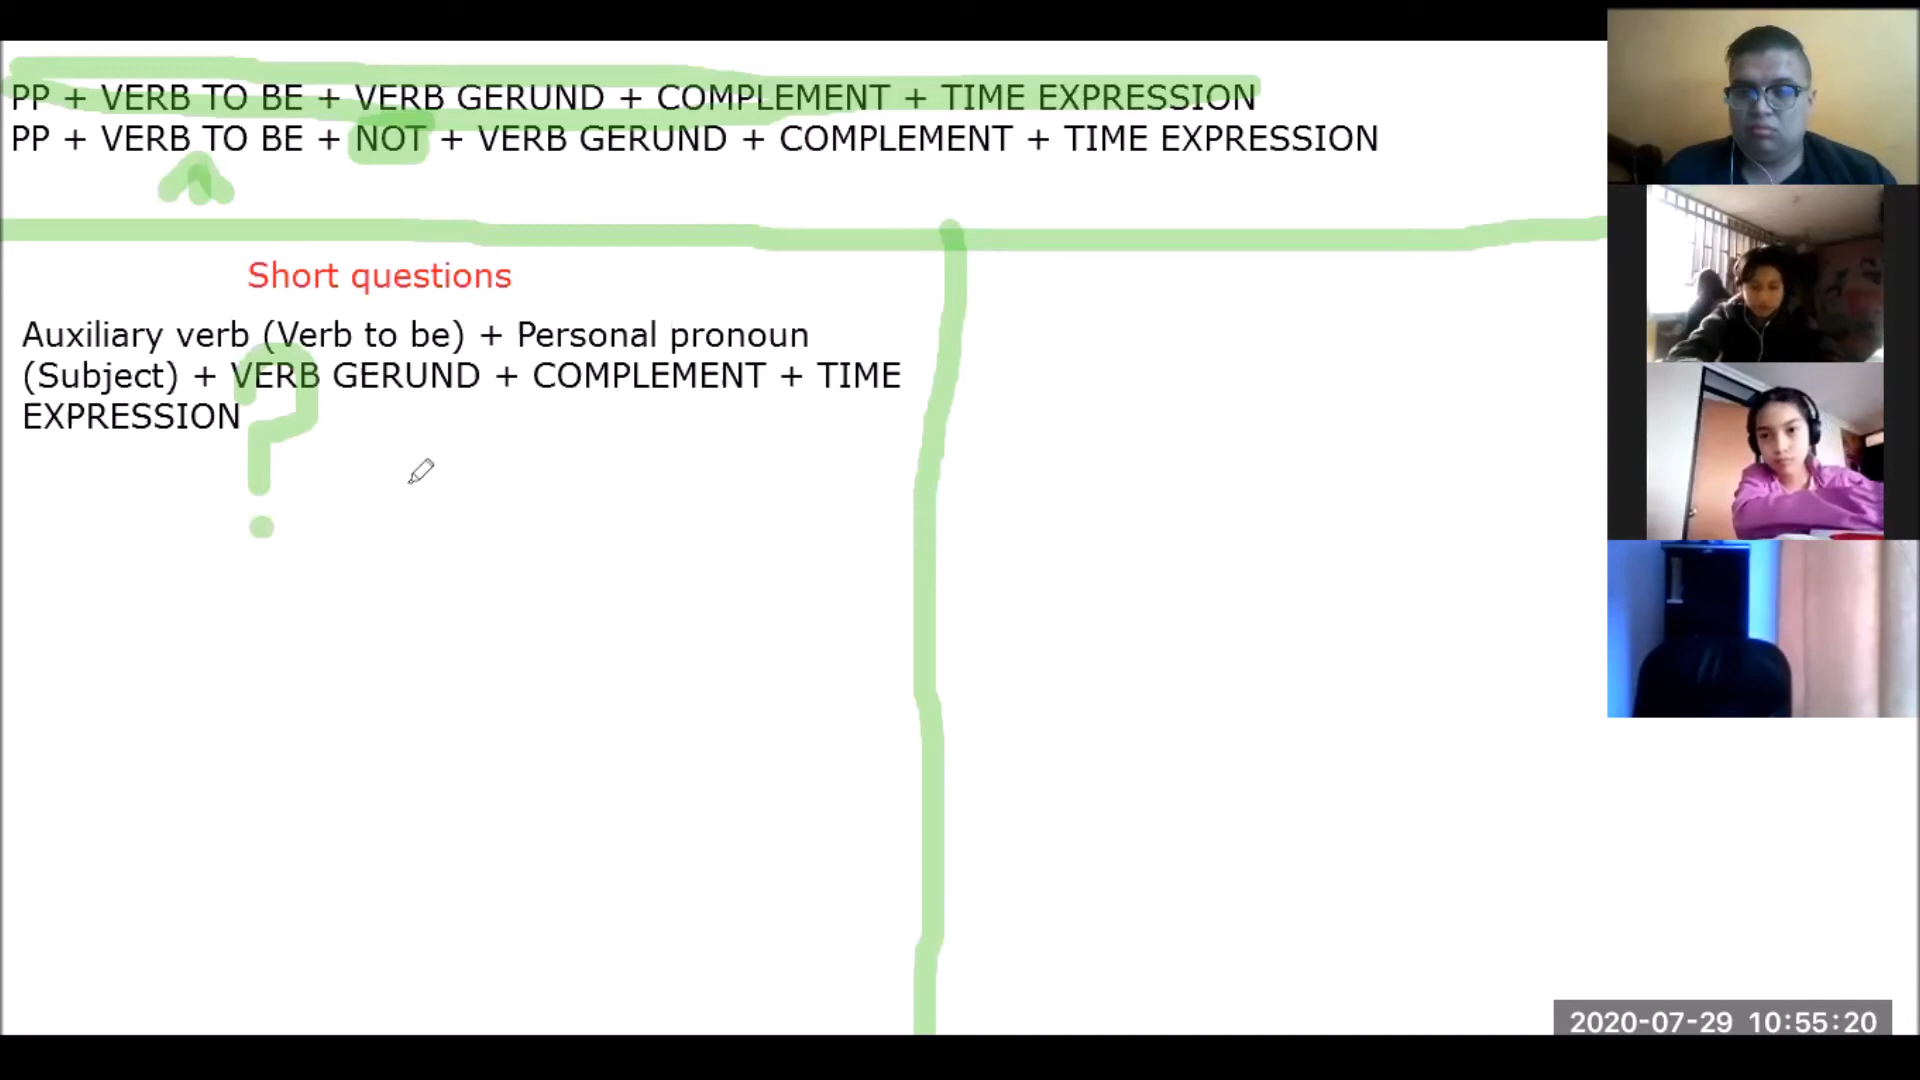 PP + VERB TO BE + VERB GERUND + COMPLEMENT + TIME EXPRESSION
PP + VERB TO BE + NOT + VERB GERUND + COMPLEMENT + TIME EXPRESSION
Short questions
Auxiliary verb (Verb to be) + Personal pronoun
(Subject) + VERB GERUND + COMPLEMENT + TIME
EXPRESSION
?
2020-07-29 10:55:20